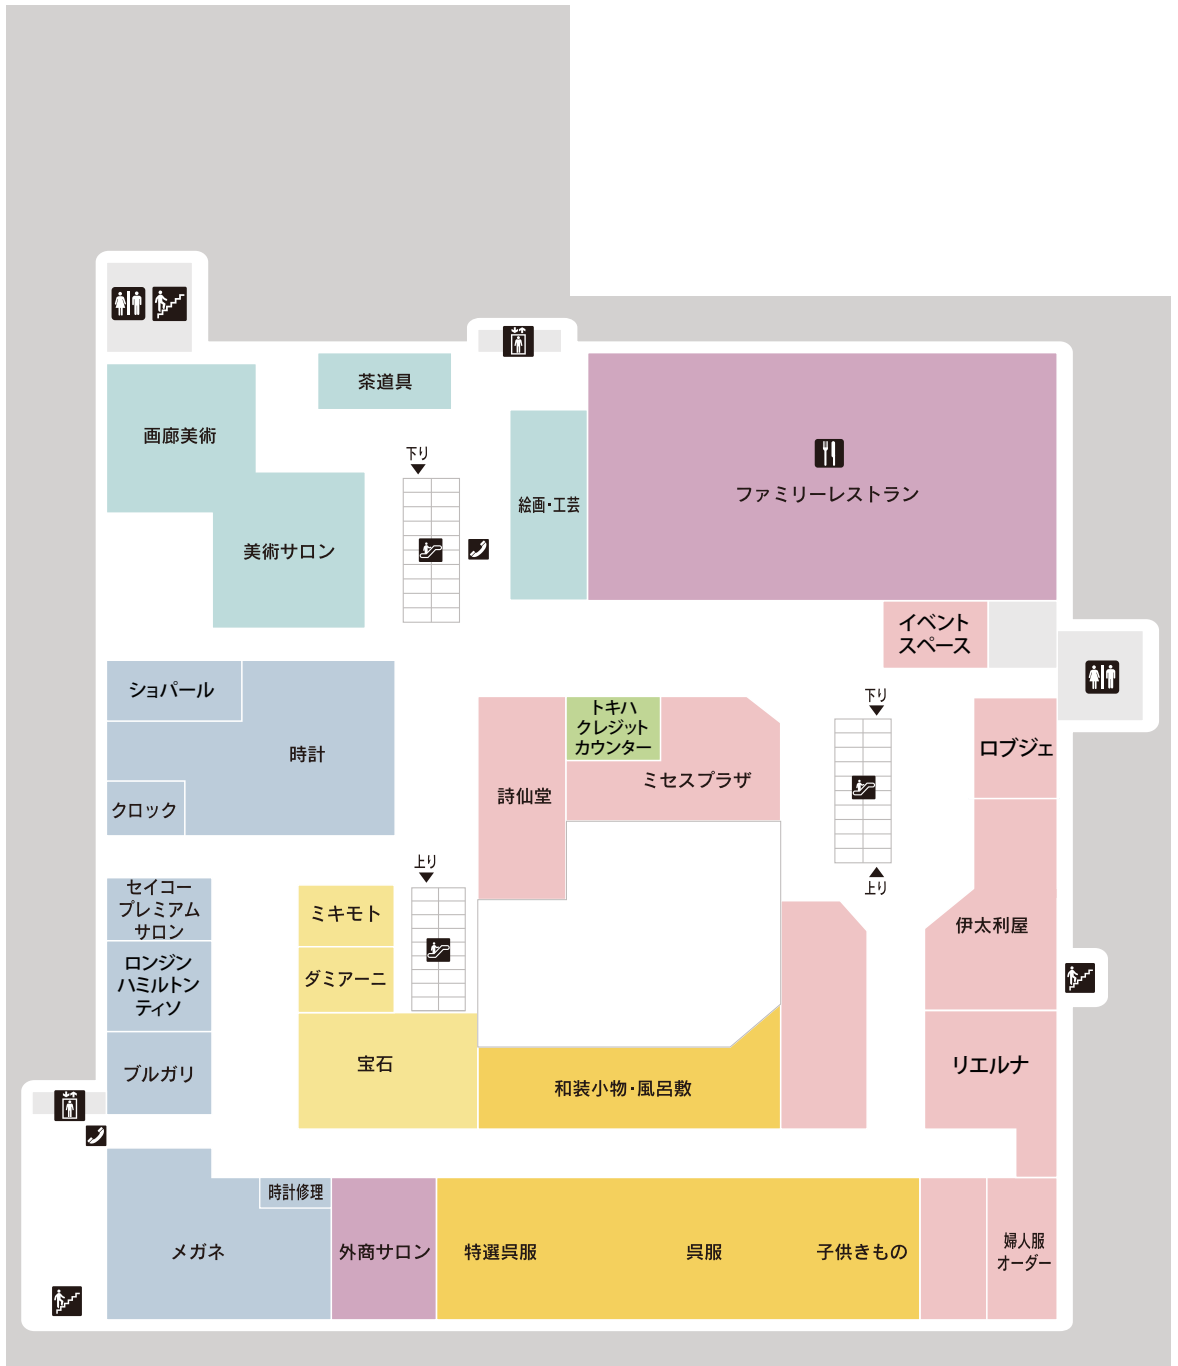 茶道具
画廊美術
下り
絵画・工芸
ファミリーレストラン
美術サロン
イベント
スペース
ショパール
下り
トキハ
クレジット
カウンター
ロブジェ
時計
ミセスプラザ
詩仙堂
クロック
上り
上り
セイコー
プレミアム
サロン
ミキモト
伊太利屋
ロンジン
ハミルトン
ティソ
ダミアーニ
宝石
リエルナ
ブルガリ
和装小物・風呂敷
時計修理
メガネ
外商サロン
特選呉服
呉服
子供きもの
婦人服
オーダー